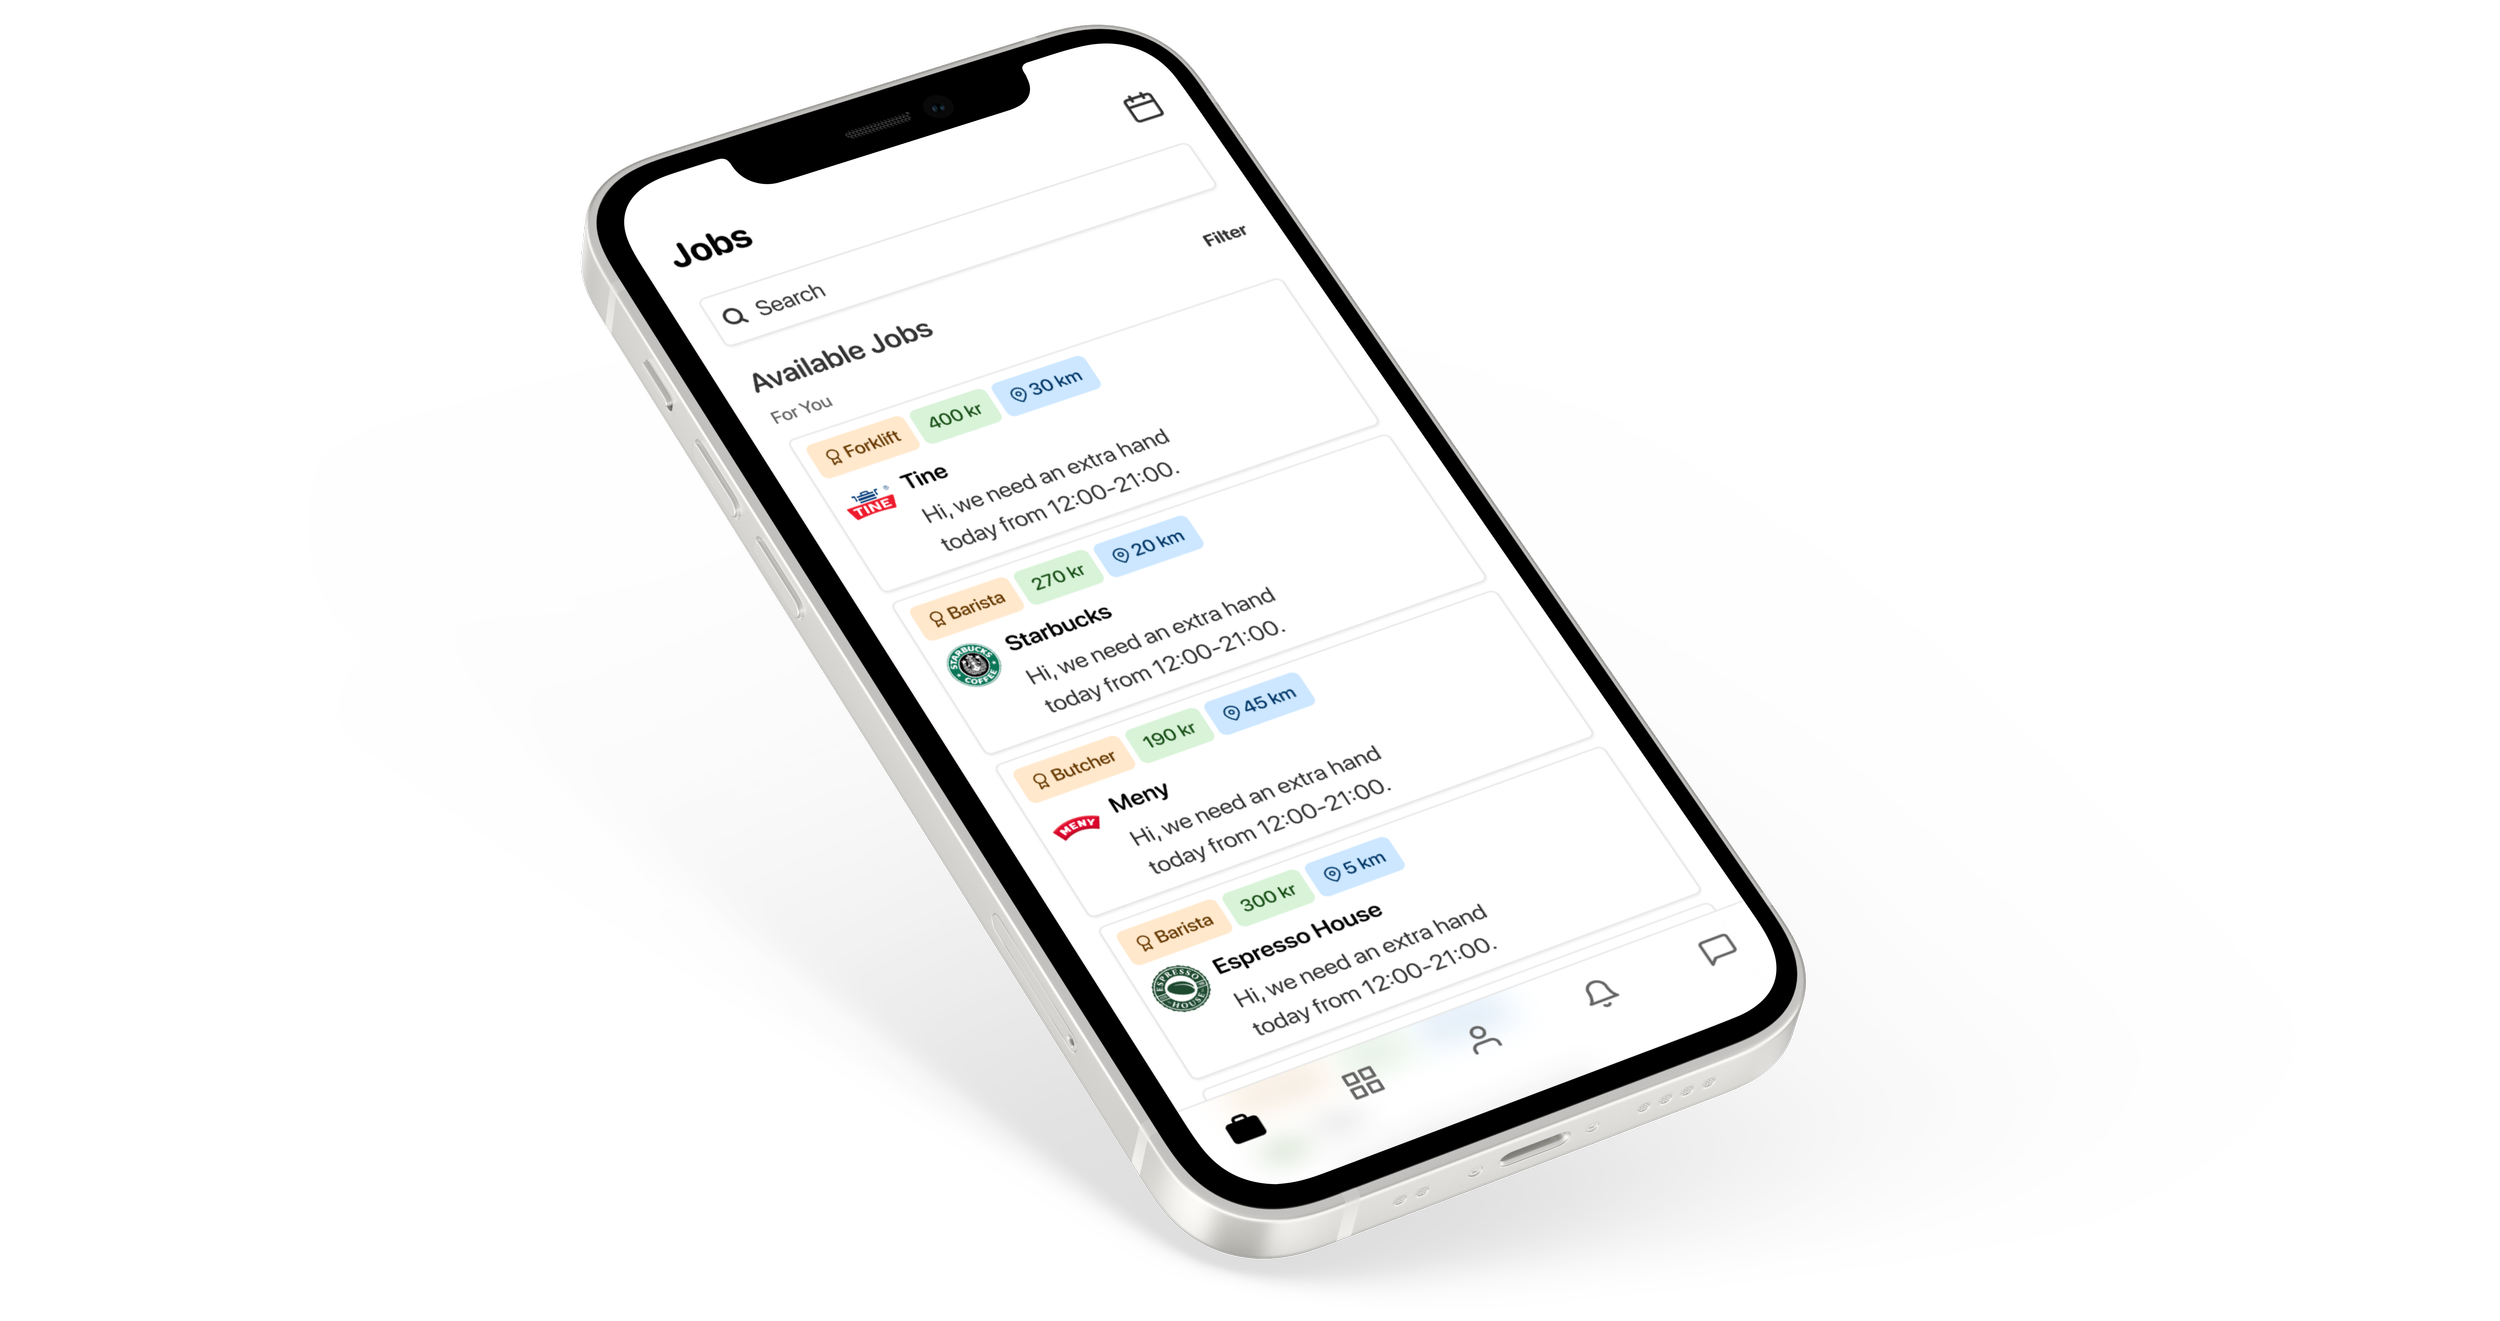 Jobs
Search
Filter
Available Jobs
For You
Forklift 400 kr 30 km
Tine
TINE
Hi, we need an extra hand
today from 12:00-21:00.
Barista 270 kr 20 km
Starbucks
STARBUCKS COFFEE
Hi, we need an extra hand
today from 12:00-21:00.
Butcher 190 kr 45 km
Meny
MENY
Hi, we need an extra hand
today from 12:00-21:00.
Barista 300 kr 5 km
Espresso House
ESPRESSO HOUSE
Hi, we need an extra hand
today from 12:00-21:00.